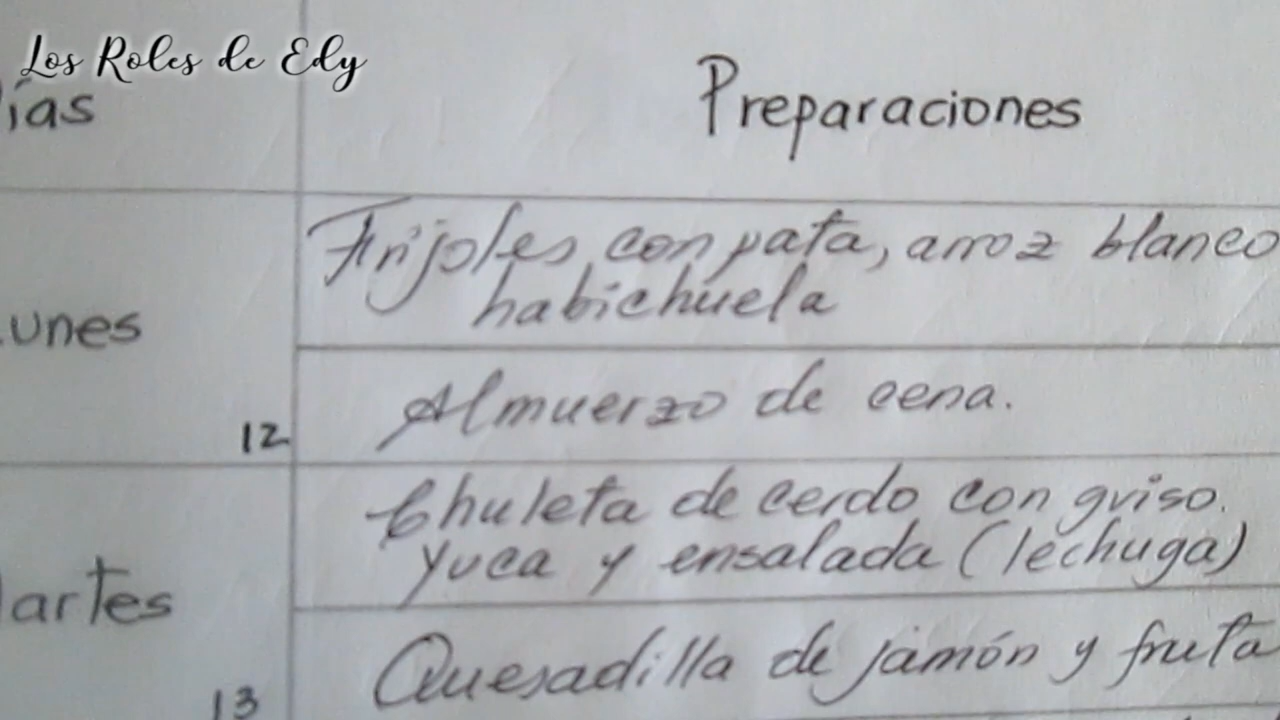 Los Roles de Edy
ías
Preparaciones
Frijoles con pata, arroz blanco
habichuela
unes
Almuerzo de cena.
12
Chuleta de cerdo con guiso.
Yuca y ensalada (lechuga)
artes
Quesadilla de jamón y fruta
13